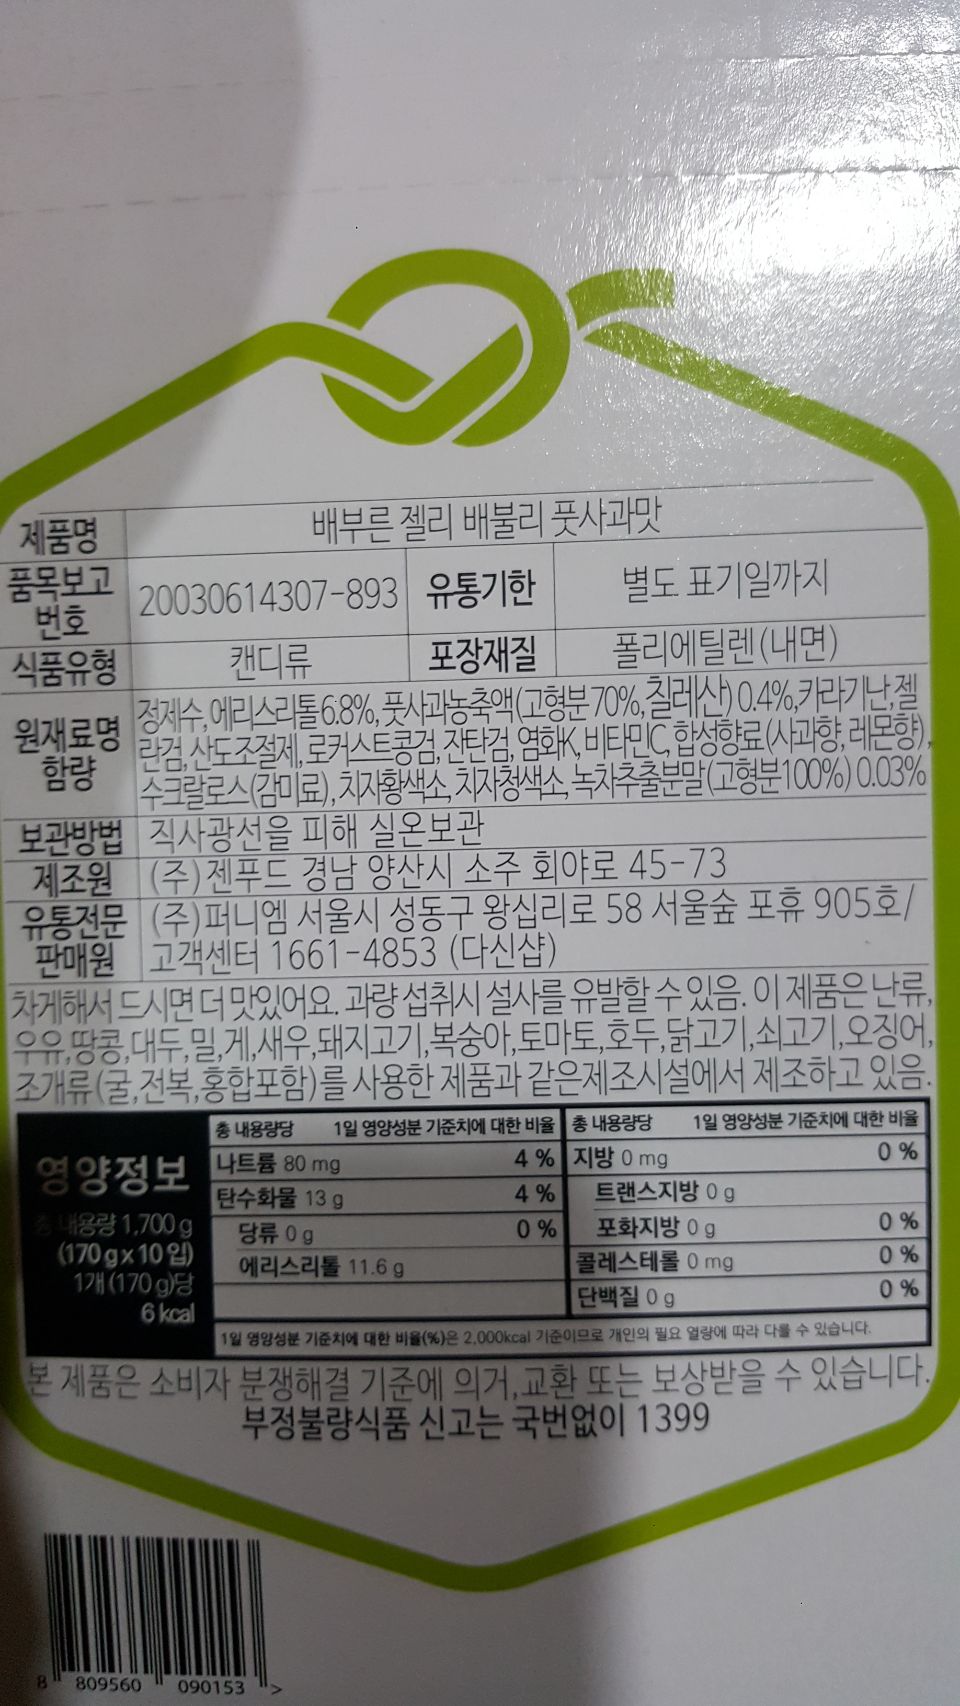 제품명 배부른 젤리 배불리 풋사과맛
품목보고번호 20030614307-893 유통기한 별도 표기일까지
식품유형 캔디류 포장재질 폴리에틸렌(내면)
원재료명 함량 정제수, 에리스리톨6.8%, 풋사과농축액(고형분70%, 칠레산) 0.4%, 카라기난, 젤
란검, 산도조절제, 로커스트콩검, 잔탄검, 염화K, 비타민C, 합성향료(사과향, 레몬향),
수크랄로스(감미료), 치자황색소, 치자청색소, 녹차추출분말(고형분100%) 0.03%
보관방법 직사광선을 피해 실온보관
제조원 (주)젠푸드 경남 양산시 소주 회야로 45-73
유통전문판매원 (주)퍼니엠 서울시 성동구 왕십리로 58 서울숲 포휴 905호/
고객센터 1661-4853 (다신샵)
차게해서 드시면 더 맛있어요. 과량 섭취시 설사를 유발할 수 있음. 이 제품은 난류,
우유,땅콩,대두,밀,게,새우,돼지고기,복숭아,토마토,호두,닭고기,쇠고기,오징어,
조개류(굴,전복,홍합포함)를 사용한 제품과 같은제조시설에서 제조하고 있음.
영양정보
총 내용량 1,700 g
(170 g x 10 입)
1개 (170 g)당
6 kcal
총 내용량당 1일 영양성분 기준치에 대한 비율
나트륨 80 mg 4 %
탄수화물 13 g 4 %
당류 0 g 0 %
에리스리톨 11.6 g
총 내용량당 1일 영양성분 기준치에 대한 비율
지방 0 mg 0 %
트랜스지방 0 g
포화지방 0 g 0 %
콜레스테롤 0 mg 0 %
단백질 0 g 0 %
1일 영양성분 기준치에 대한 비율(%)은 2,000kcal 기준이므로 개인의 필요 열량에 따라 다를 수 있습니다.
본 제품은 소비자 분쟁해결 기준에 의거,교환 또는 보상받을 수 있습니다.
부정불량식품 신고는 국번없이 1399
8 809560 090153 >